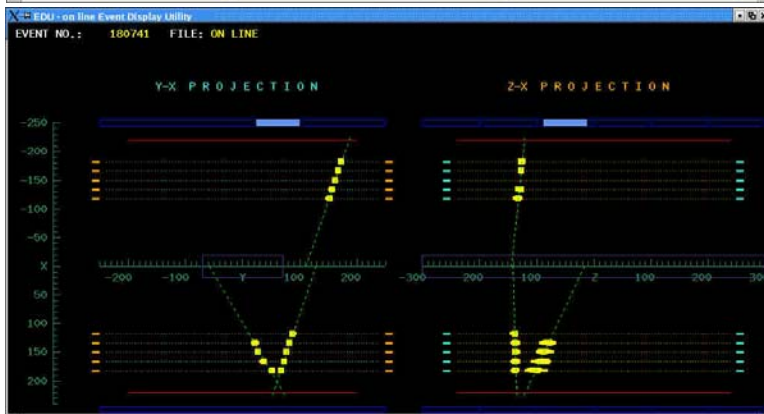 EDU - on line Event Display Utility
EVENT NO.: 180741 FILE: ON LINE
Y-X PROJECTION Z-X PROJECTION
-250
-200
-150
-100
-50
X
-200 -100 Y 100 200 -300 100 Z 100 200 300
50
100
150
200